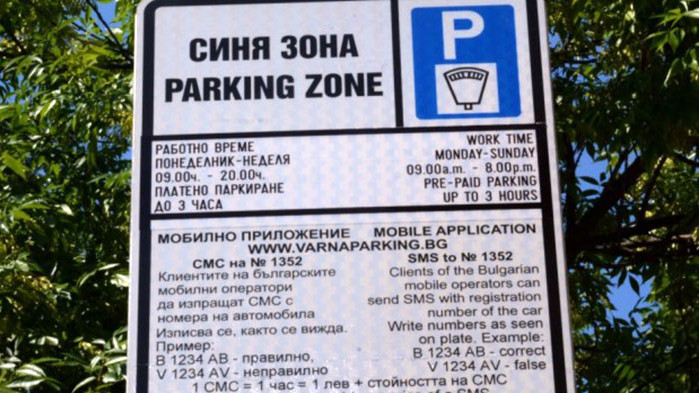 СИНЯ ЗОНА
PARKING ZONE
P
РАБОТНО ВРЕМЕ
ПОНЕДЕЛНИК-НЕДЕЛЯ
09.00ч. - 20.00ч.
ПЛАТЕНО ПАРКИРАНЕ
ДО 3 ЧАСА
WORK TIME
MONDAY-SUNDAY
09.00a.m. - 8.00p.m.
PRE-PAID PARKING
UP TO 3 HOURS
МОБИЛНО ПРИЛОЖЕНИЕ MOBILE APPLICATION
WWW.VARNAPARKING.BG
СМС на № 1352
Клиентите на българските
мобилни оператори
да изпращат СМС с
номера на автомобила
Изписва се, както се вижда.
Пример:
В 1234 АВ - правилно,
V 1234 AV - неправилно
SMS to № 1352
Clients of the Bulgarian
mobile operators can
send SMS with registration
number of the car
Write numbers as seen
on plate. Example:
B 1234 AB - correct
V 1234 AV - false
1 СМС = 1 час = 1 лев + стойността на СМС